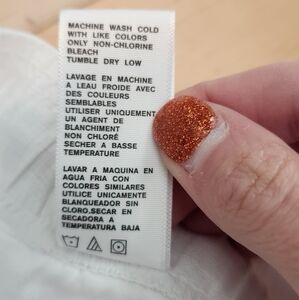 MACHINE WASH COLD
WITH LIKE COLORS
ONLY NON-CHLORINE
BLEACH
TUMBLE DRY LOW
LAVAGE EN MACHINE
A LEAU FROIDE AVEC
DES COULEURS
SEMBLABLES
UTILISER UNIQUEMENT
UN AGENT DE
BLANCHIMENT
NON CHLORÉ
SECHER A BASSE
TEMPERATURE
LAVAR A MAQUINA EN
AGUA FRIA CON
COLORES SIMILARES
UTILICE UNICAMENTE
BLANQUEADOR SIN
CLORO.SECAR EN
SECADORA A
TEMPERATURA BAJA